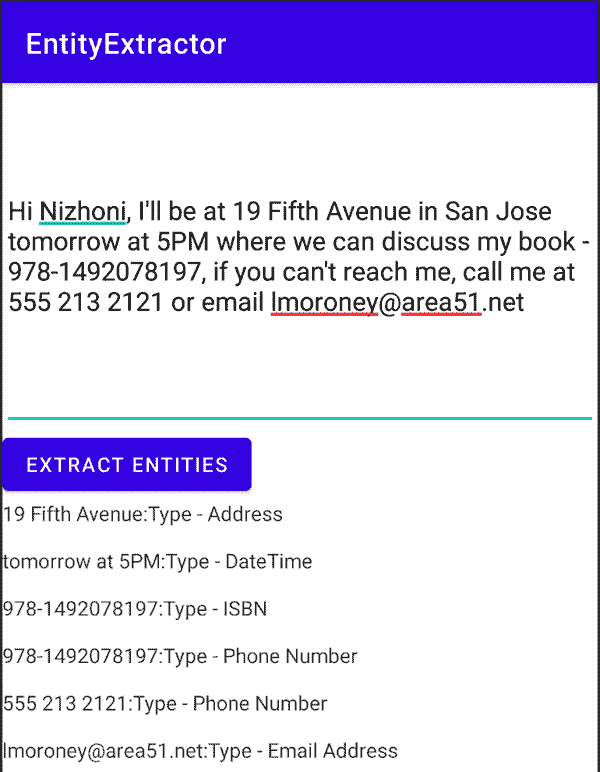 EntityExtractor
Hi Nizhoni, I'll be at 19 Fifth Avenue in San Jose
tomorrow at 5PM where we can discuss my book -
978-1492078197, if you can't reach me, call me at
555 213 2121 or email lmoroney@area51.net
EXTRACT ENTITIES
19 Fifth Avenue:Type - Address
tomorrow at 5PM:Type - DateTime
978-1492078197:Type - ISBN
978-1492078197:Type - Phone Number
555 213 2121:Type - Phone Number
lmoroney@area51.net:Type - Email Address